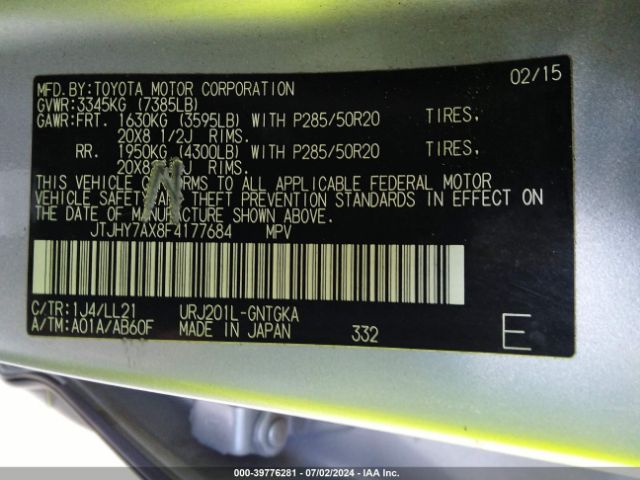 MFD.BY:TOYOTA MOTOR CORPORATION 02/15
GVWR:3345KG (7385LB)
GAWR:FRT. 1630KG (3595LB) WITH P285/50R20 TIRES,
20X8 1/2J RIMS.
RR. 1950KG (4300LB) WITH P285/50R20 TIRES,
20X8 J RIMS.
THIS VEHICLE CONFORMS TO ALL APPLICABLE FEDERAL MOTOR
VEHICLE SAFETY AND THEFT PREVENTION STANDARDS IN EFFECT ON
THE DATE OF MANUFACTURE SHOWN ABOVE.
JTJHY7AX8F4177684 MPV
C/TR:1J4/LL21 URJ201L-GNTGKA
A/TM:A01A/AB60F MADE IN JAPAN 332 E
000-39776281 - 07/02/2024 - IAA Inc.